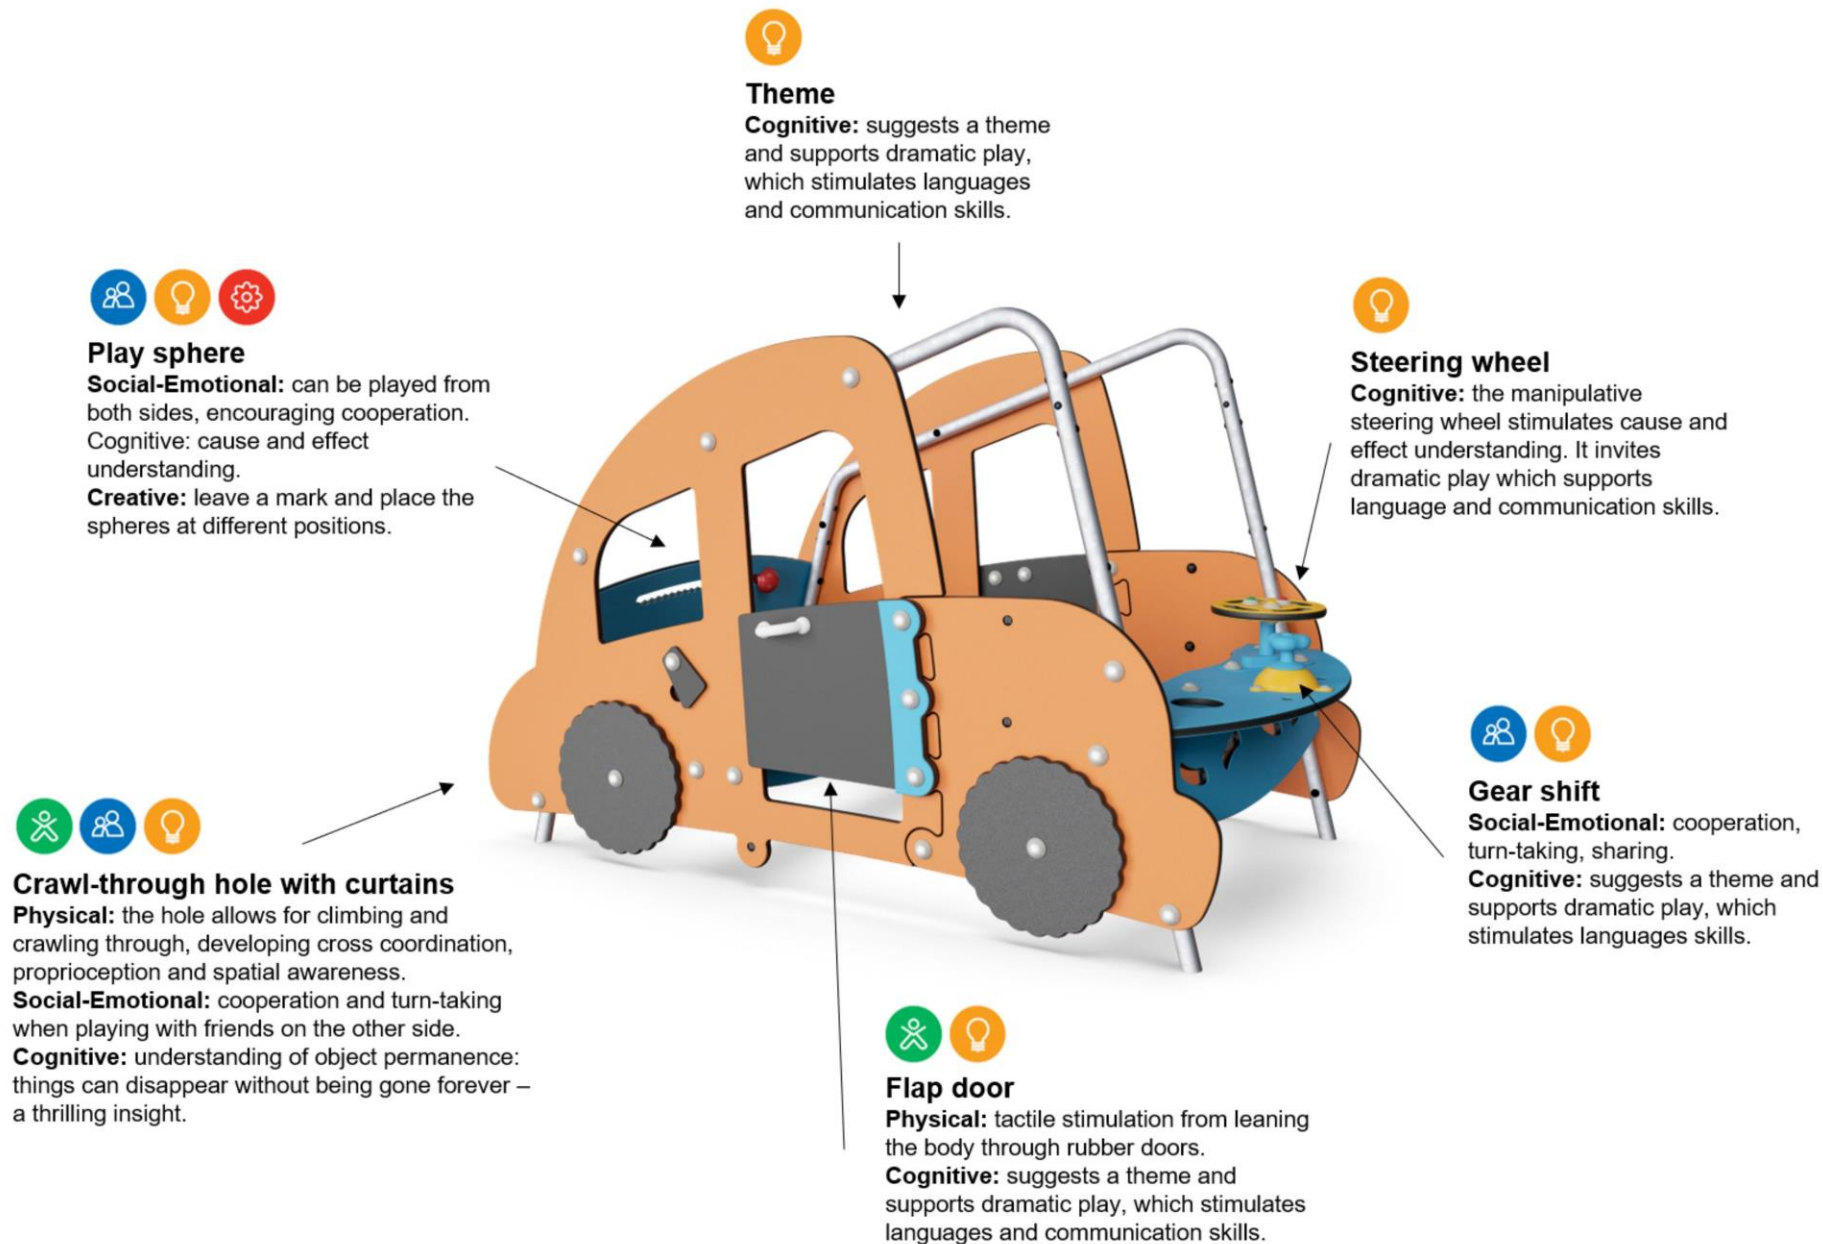 Theme
Cognitive: suggests a theme
and supports dramatic play,
which stimulates languages
and communication skills.
Play sphere
Social-Emotional: can be played from
both sides, encouraging cooperation.
Cognitive: cause and effect
understanding.
Creative: leave a mark and place the
spheres at different positions.
Steering wheel
Cognitive: the manipulative
steering wheel stimulates cause and
effect understanding. It invites
dramatic play which supports
language and communication skills.
Gear shift
Social-Emotional: cooperation,
turn-taking, sharing.
Cognitive: suggests a theme and
supports dramatic play, which
stimulates languages skills.
Crawl-through hole with curtains
Physical: the hole allows for climbing and
crawling through, developing cross coordination,
proprioception and spatial awareness.
Social-Emotional: cooperation and turn-taking
when playing with friends on the other side.
Cognitive: understanding of object permanence:
things can disappear without being gone forever –
a thrilling insight.
Flap door
Physical: tactile stimulation from leaning
the body through rubber doors.
Cognitive: suggests a theme and
supports dramatic play, which stimulates
languages and communication skills.